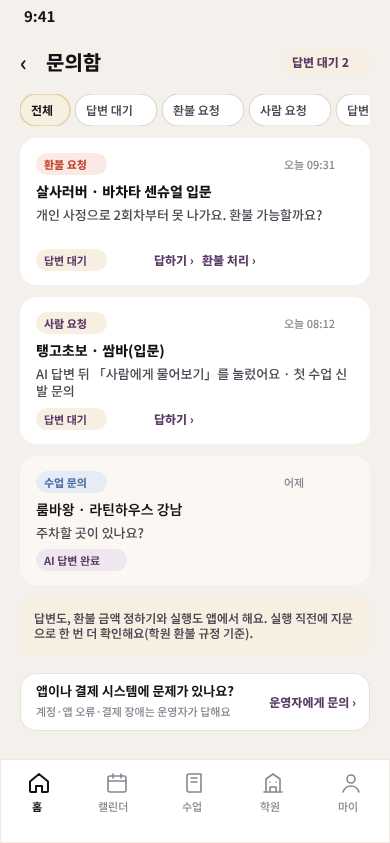 9:41
‹ 문의함 답변 대기 2
전체 답변 대기 환불 요청 사람 요청 답변
환불 요청 오늘 09:31
살사러버 · 바차타 센슈얼 입문
개인 사정으로 2회차부터 못 나가요. 환불 가능할까요?
답변 대기 답하기 › 환불 처리 ›
사람 요청 오늘 08:12
탱고초보 · 쌈바(입문)
AI 답변 뒤 「사람에게 물어보기」를 눌렀어요 · 첫 수업 신
발 문의
답변 대기 답하기 ›
수업 문의 어제
룸바왕 · 라틴하우스 강남
주차할 곳이 있나요?
AI 답변 완료
답변도, 환불 금액 정하기와 실행도 앱에서 해요. 실행 직전에 지문
으로 한 번 더 확인해요(학원 환불 규정 기준).
앱이나 결제 시스템에 문제가 있나요?
계정·앱 오류·결제 장애는 운영자가 답해요
운영자에게 문의 ›
홈 캘린더 수업 학원 마이